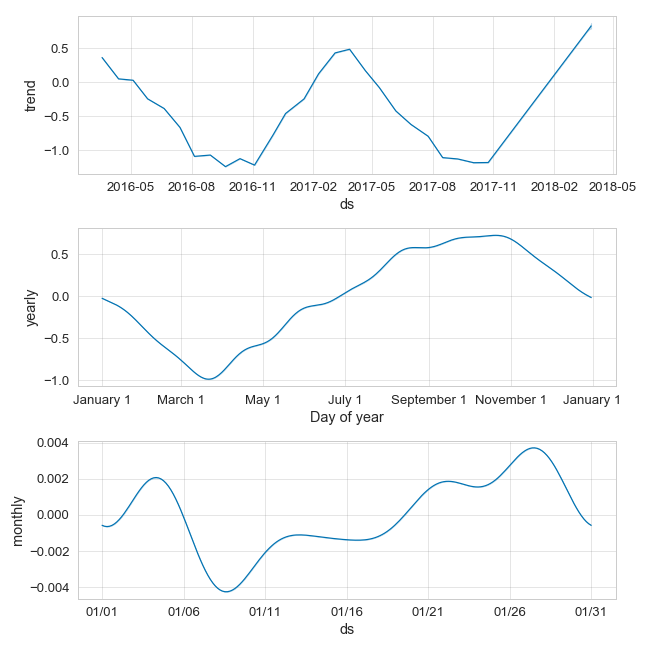 trend
0.5
0.0
−0.5
−1.0
2016-05 2016-08 2016-11 2017-02 2017-05 2017-08 2017-11 2018-02 2018-05
ds
yearly
0.5
0.0
−0.5
−1.0
January 1 March 1 May 1 July 1 September 1 November 1 January 1
Day of year
monthly
0.004
0.002
0.000
−0.002
−0.004
01/01 01/06 01/11 01/16 01/21 01/26 01/31
ds